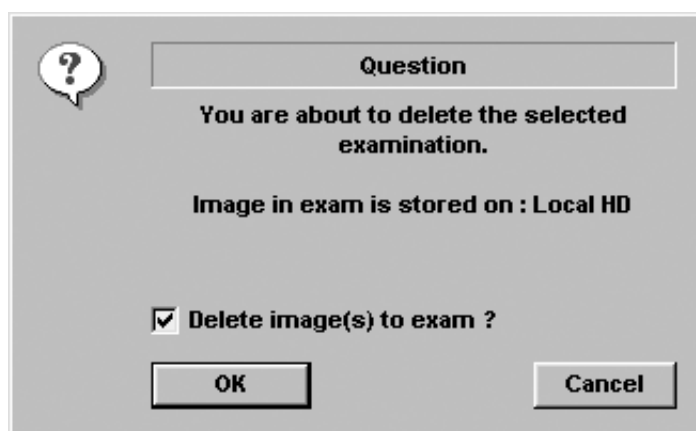 ?
Question
You are about to delete the selected
examination.
Image in exam is stored on : Local HD
Delete image(s) to exam ?
OK
Cancel